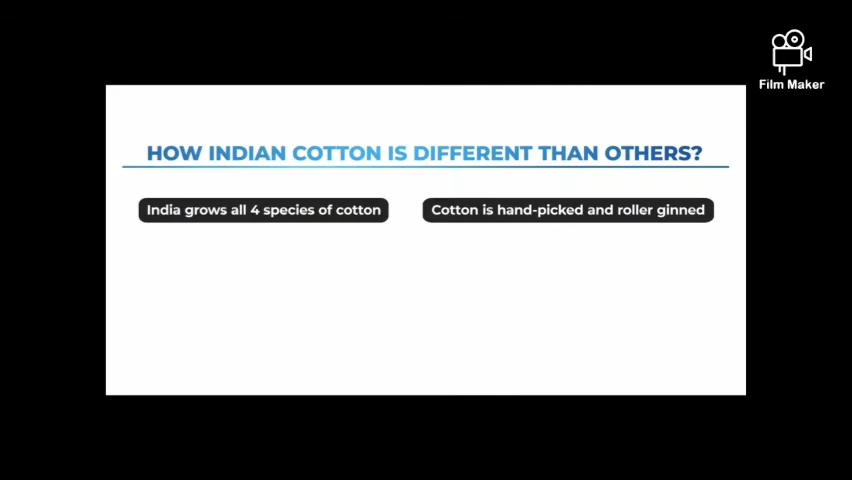 Film Maker
HOW INDIAN COTTON IS DIFFERENT THAN OTHERS?
India grows all 4 species of cotton
Cotton is hand-picked and roller ginned